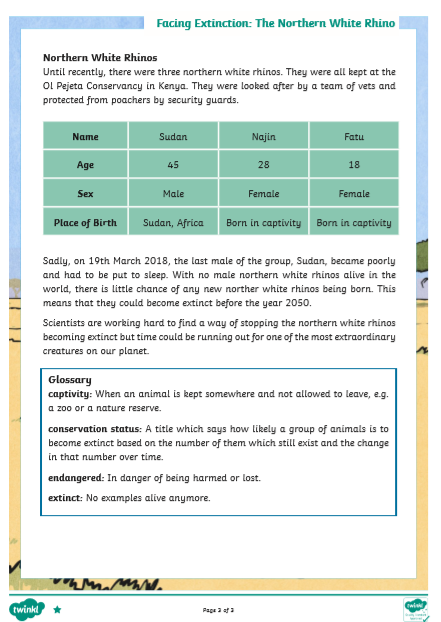 Facing Extinction: The Northern White Rhino
Northern White Rhinos
Until recently, there were three northern white rhinos. They were all kept at the
Ol Pejeta Conservancy in Kenya. They were looked after by a team of vets and
protected from poachers by security guards.
Name Sudan Najin Fatu
Age 45 28 18
Sex Male Female Female
Place of Birth Sudan, Africa Born in captivity Born in captivity
Sadly, on 19th March 2018, the last male of the group, Sudan, became poorly
and had to be put to sleep. With no male northern white rhinos alive in the
world, there is little chance of any new norther white rhinos being born. This
means that they could become extinct before the year 2050.
Scientists are working hard to find a way of stopping the northern white rhinos
becoming extinct but time could be running out for one of the most extraordinary
creatures on our planet.
Glossary
captivity: When an animal is kept somewhere and not allowed to leave, e.g.
a zoo or a nature reserve.
conservation status: A title which says how likely a group of animals is to
become extinct based on the number of them which still exist and the change
in that number over time.
endangered: In danger of being harmed or lost.
extinct: No examples alive anymore.
twinkl
Page 3 of 3
twinkl